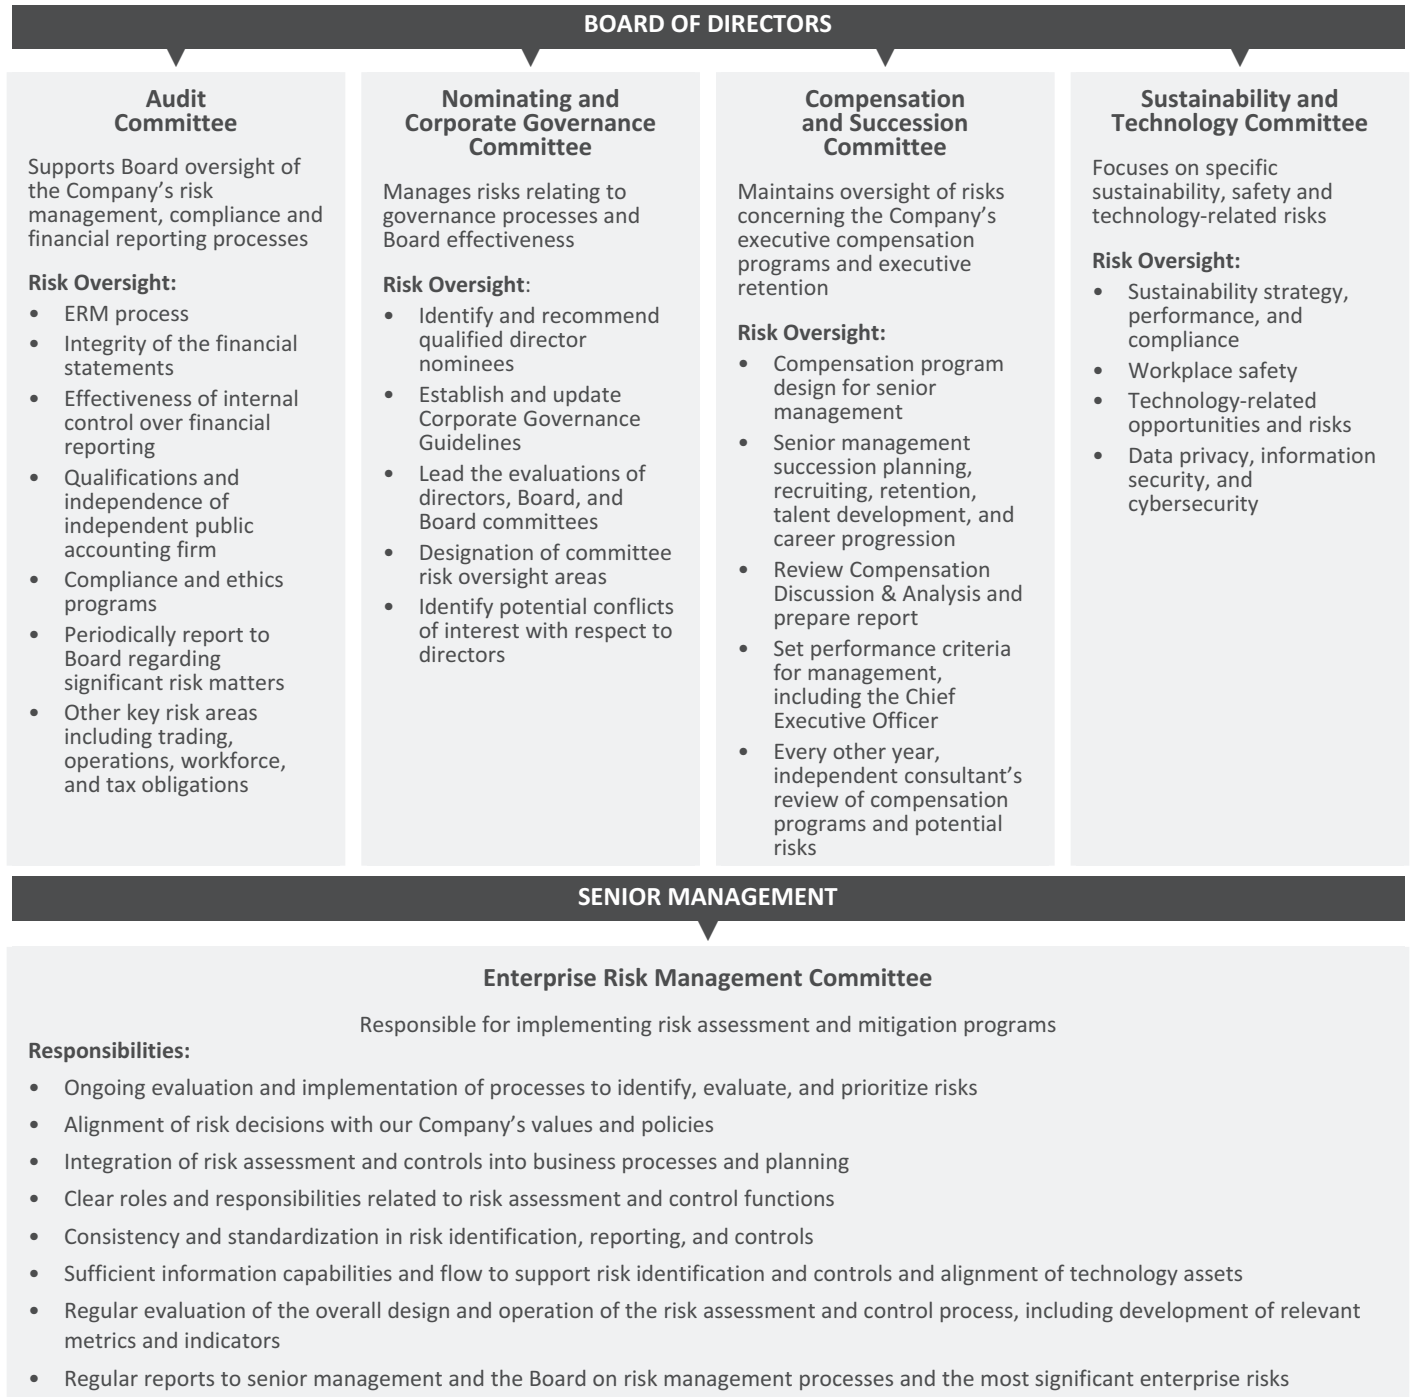 BOARD OF DIRECTORS
Audit
Committee
Supports Board oversight of
the Company's risk
management, compliance and
financial reporting processes
Risk Oversight:
• ERM process
• Integrity of the financial
statements
• Effectiveness of internal
control over financial
reporting
• Qualifications and
independence of
independent public
accounting firm
• Compliance and ethics
programs
• Periodically report to
Board regarding
significant risk matters
• Other key risk areas
including trading,
operations, workforce,
and tax obligations
Nominating and
Corporate Governance
Committee
Manages risks relating to
governance processes and
Board effectiveness
Risk Oversight:
• Identify and recommend
qualified director
nominees
• Establish and update
Corporate Governance
Guidelines
• Lead the evaluations of
directors, Board, and
Board committees
• Designation of committee
risk oversight areas
• Identify potential conflicts
of interest with respect to
directors
Compensation
and Succession
Committee
Maintains oversight of risks
concerning the Company's
executive compensation
programs and executive
retention
Risk Oversight:
• Compensation program
design for senior
management
• Senior management
succession planning,
recruiting, retention,
talent development, and
career progression
• Review Compensation
Discussion & Analysis and
prepare report
• Set performance criteria
for management,
including the Chief
Executive Officer
• Every other year,
independent consultant's
review of compensation
programs and potential
risks
Sustainability and
Technology Committee
Focuses on specific
sustainability, safety and
technology-related risks
Risk Oversight:
• Sustainability strategy,
performance, and
compliance
• Workplace safety
• Technology-related
opportunities and risks
• Data privacy, information
security, and
cybersecurity
SENIOR MANAGEMENT
Enterprise Risk Management Committee
Responsible for implementing risk assessment and mitigation programs
Responsibilities:
• Ongoing evaluation and implementation of processes to identify, evaluate, and prioritize risks
• Alignment of risk decisions with our Company's values and policies
• Integration of risk assessment and controls into business processes and planning
• Clear roles and responsibilities related to risk assessment and control functions
• Consistency and standardization in risk identification, reporting, and controls
• Sufficient information capabilities and flow to support risk identification and controls and alignment of technology assets
• Regular evaluation of the overall design and operation of the risk assessment and control process, including development of relevant
metrics and indicators
• Regular reports to senior management and the Board on risk management processes and the most significant enterprise risks